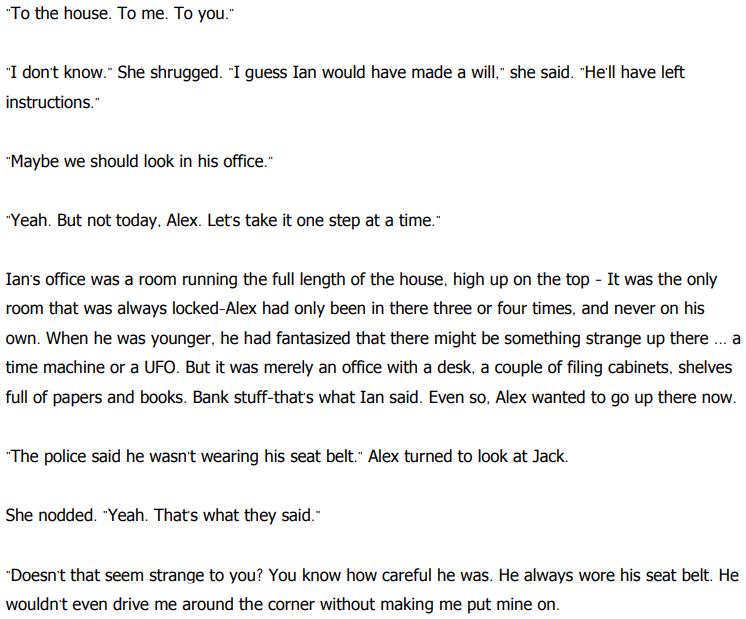 "To the house. To me. To you."
"I don't know." She shrugged. "I guess Ian would have made a will," she said. "He'll have left
instructions."
"Maybe we should look in his office."
"Yeah. But not today, Alex. Let's take it one step at a time."
Ian's office was a room running the full length of the house, high up on the top - It was the only
room that was always locked-Alex had only been in there three or four times, and never on his
own. When he was younger, he had fantasized that there might be something strange up there ... a
time machine or a UFO. But it was merely an office with a desk, a couple of filing cabinets, shelves
full of papers and books. Bank stuff-that's what Ian said. Even so, Alex wanted to go up there now.
"The police said he wasn't wearing his seat belt." Alex turned to look at Jack.
She nodded. "Yeah. That's what they said."
"Doesn't that seem strange to you? You know how careful he was. He always wore his seat belt. He
wouldn't even drive me around the corner without making me put mine on.